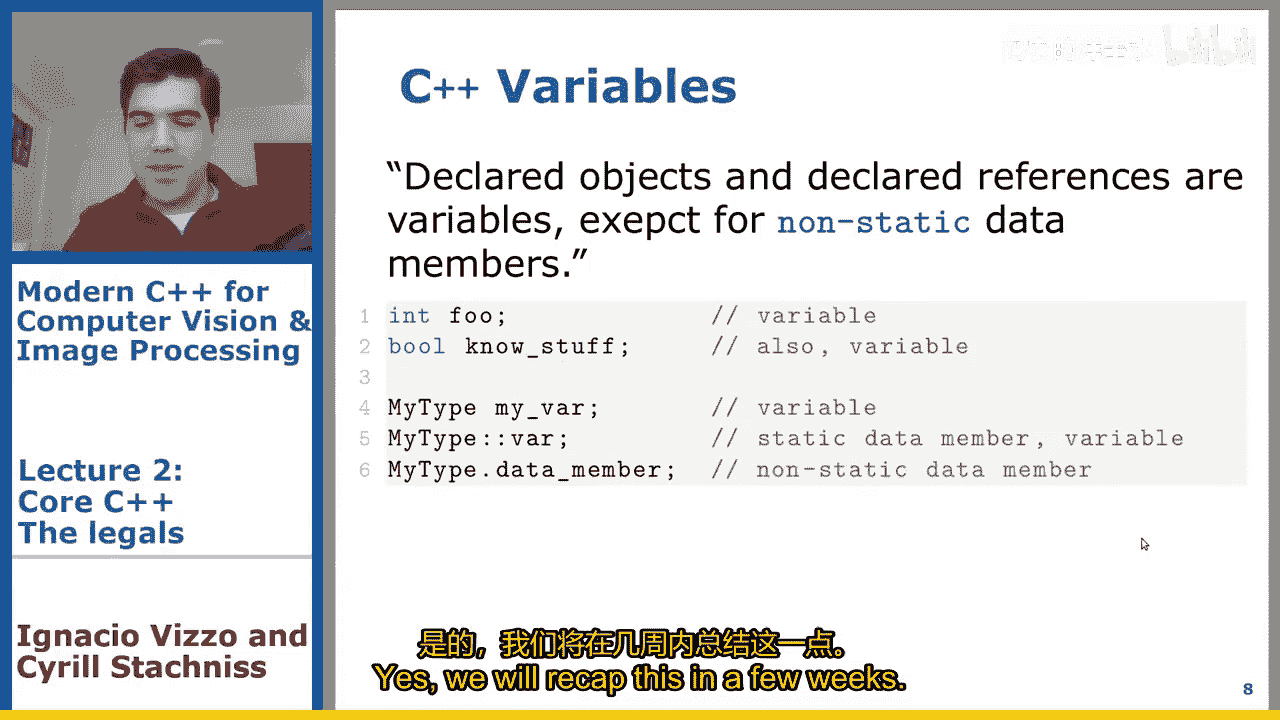 C++ Variables
“Declared objects and declared references are
variables, exepct for non-static data
members.”
1 int foo; // variable
2 bool know_stuff; // also, variable
3
4 MyType my_var; // variable
5 MyType::var; // static data member, variable
6 MyType.data_member; // non-static data member
Modern C++ for
Computer Vision &
Image Processing
Lecture 2:
Core C++
The legals
Ignacio Vizzo and
Cyrill Stachniss
是的，我们将在几周内总结这一点。
Yes, we will recap this in a few weeks.
8